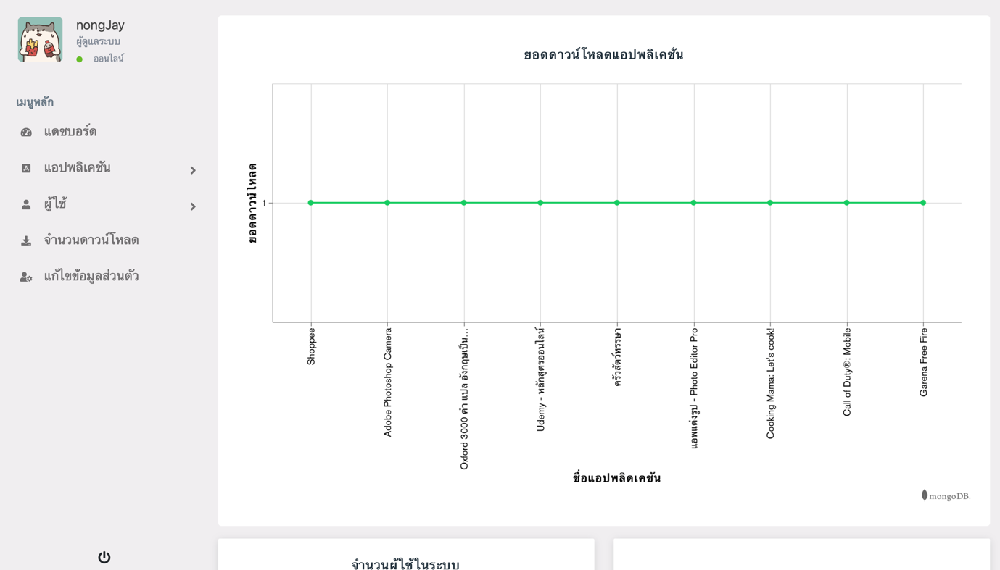 nongJay
ผู้ดูแลระบบ
ออนไลน์
เมนูหลัก
แดชบอร์ด
แอปพลิเคชัน
ผู้ใช้
จำนวนดาวน์โหลด
แก้ไขข้อมูลส่วนตัว
ยอดดาวน์โหลดแอปพลิเคชัน
ยอดดาวน์โหลด
1
Shoppee
Adobe Photoshop Camera
Oxford 3000 คำ แปล อังกฤษเป็น…
Udemy - หลักสูตรออนไลน์
ครัวสัตว์หรรษา
แอพแต่งรูป - Photo Editor Pro
Cooking Mama: Let's cook!
Call of Duty®: Mobile
Garena Free Fire
ชื่อแอปพลิดเคชัน
mongoDB.
จำนวนผู้ใช้ในระบบ